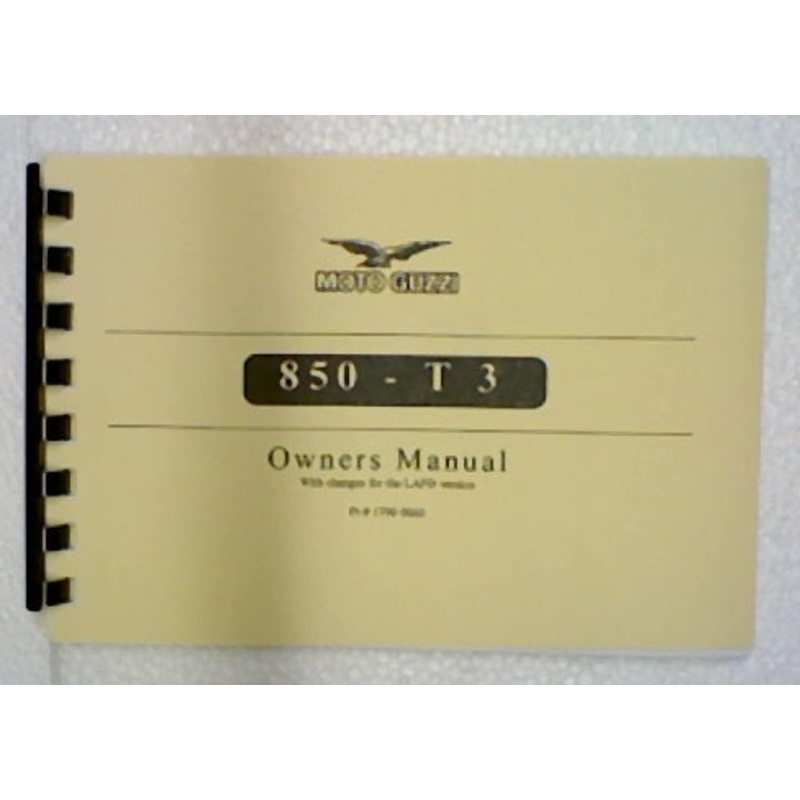 MOTO GUZZI
850 - T 3
Owners Manual
With changes for the LAPD version